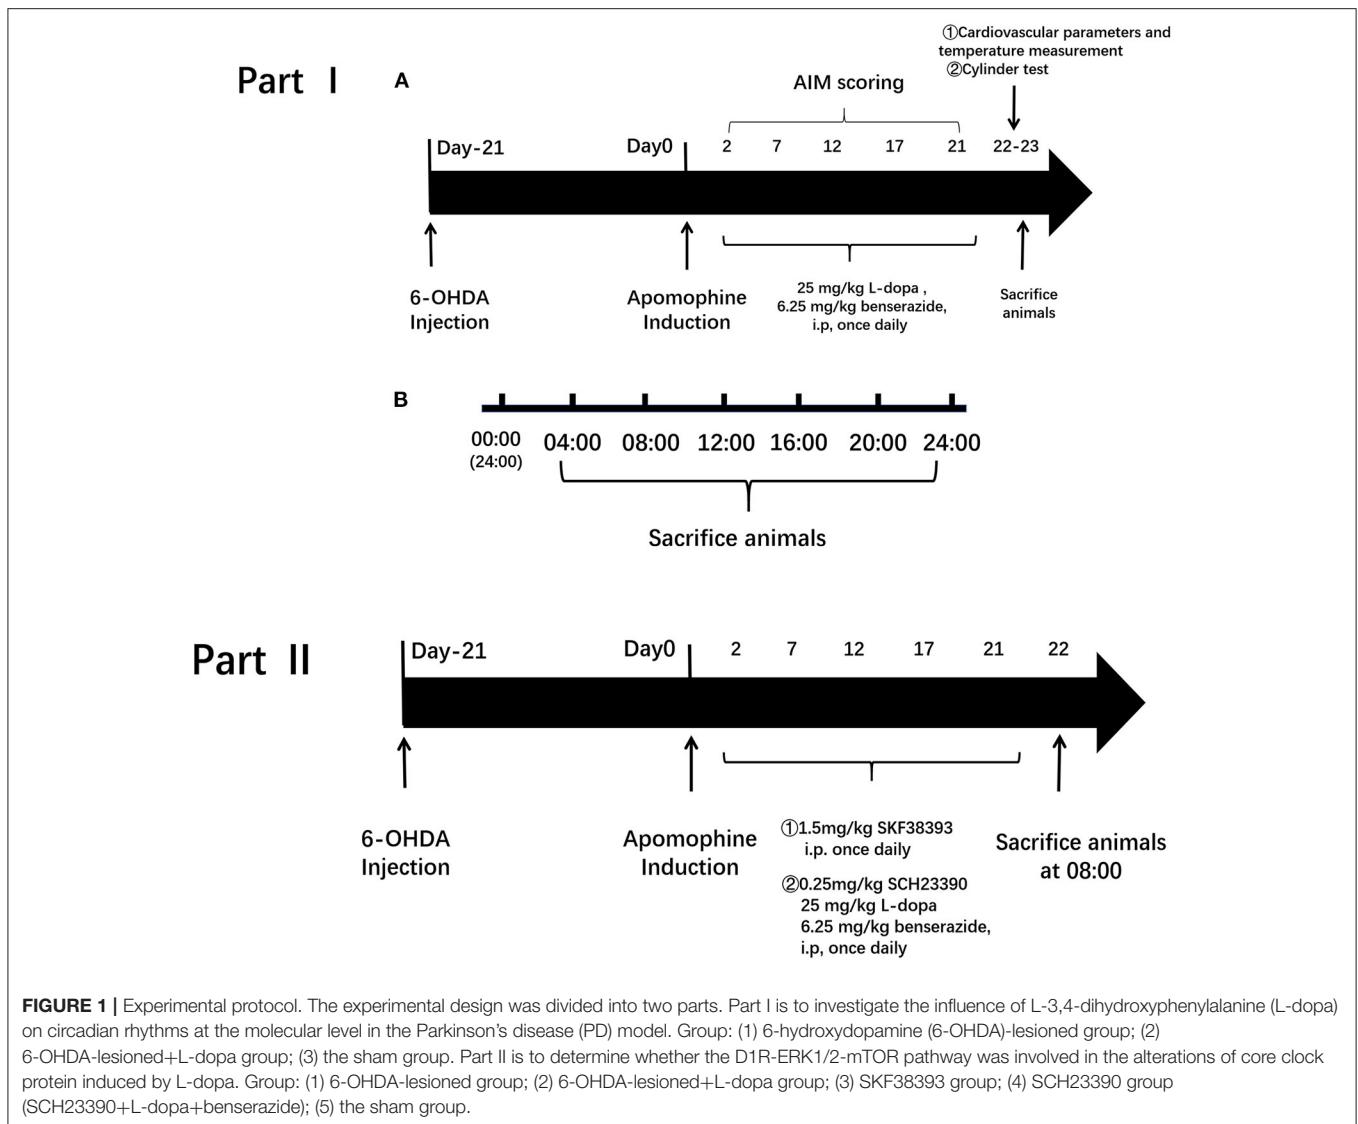 Part I
A
①Cardiovascular parameters and
temperature measurement
②Cylinder test
AIM scoring
Day-21
Day0
2 7 12 17 21 22-23
6-OHDA
Injection
Apomophine
Induction
25 mg/kg L-dopa ,
6.25 mg/kg benserazide,
i.p, once daily
Sacrifice
animals
B
00:00 04:00 08:00 12:00 16:00 20:00 24:00
(24:00)
Sacrifice animals
Part II
Day-21
Day0
2 7 12 17 21 22
6-OHDA
Injection
Apomophine
Induction
①1.5mg/kg SKF38393
i.p. once daily
②0.25mg/kg SCH23390
25 mg/kg L-dopa
6.25 mg/kg benserazide,
i.p, once daily
Sacrifice animals
at 08:00
FIGURE 1 | Experimental protocol. The experimental design was divided into two parts. Part I is to investigate the influence of L-3,4-dihydroxyphenylalanine (L-dopa)
on circadian rhythms at the molecular level in the Parkinson's disease (PD) model. Group: (1) 6-hydroxydopamine (6-OHDA)-lesioned group; (2)
6-OHDA-lesioned+L-dopa group; (3) the sham group. Part II is to determine whether the D1R-ERK1/2-mTOR pathway was involved in the alterations of core clock
protein induced by L-dopa. Group: (1) 6-OHDA-lesioned group; (2) 6-OHDA-lesioned+L-dopa group; (3) SKF38393 group; (4) SCH23390 group
(SCH23390+L-dopa+benserazide); (5) the sham group.